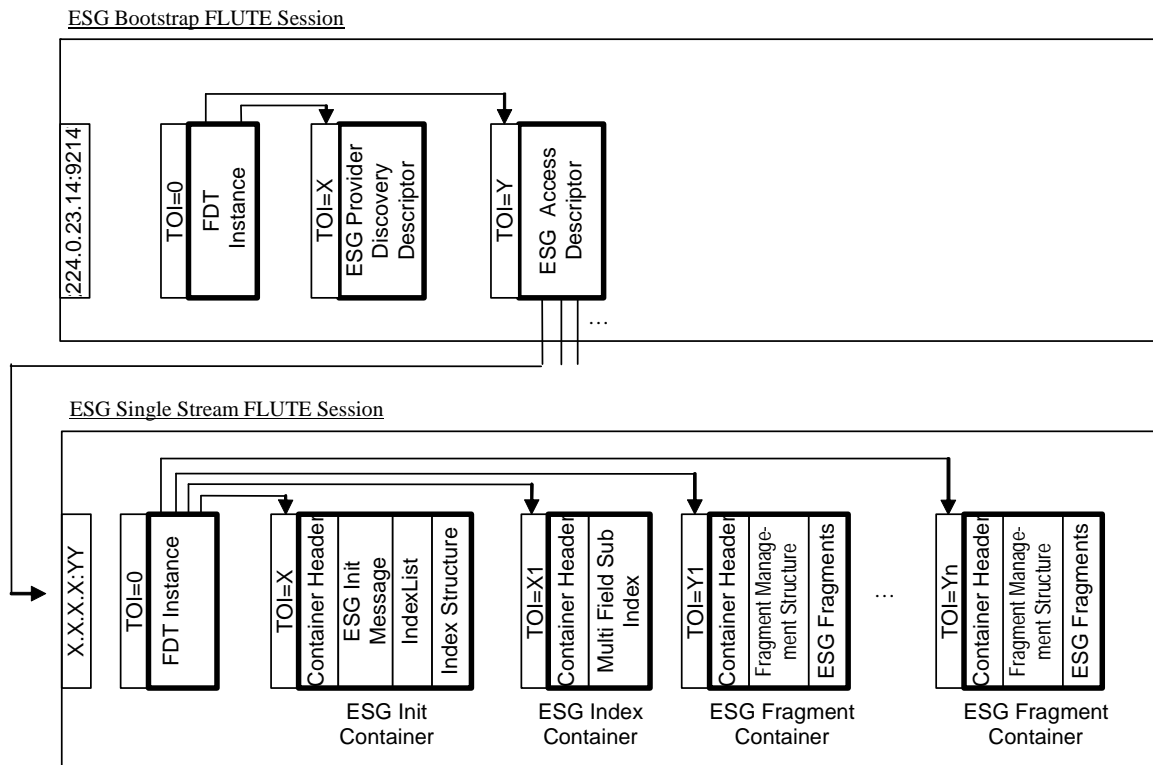 ESG Bootstrap FLUTE Session
224.0.23.14:9214
TOI=0
FDT
Instance
TOI=X
ESG Provider
Discovery
Descriptor
TOI=Y
ESG Access
Descriptor
...
ESG Single Stream FLUTE Session
X.X.X.X:YY
TOI=0
FDT Instance
TOI=X
Container Header
ESG Init
Message
IndexList
Index Structure
ESG Init
Container
TOI=X1
Container Header
Multi Field Sub
Index
ESG Index
Container
TOI=Y1
Container Header
Fragment Manage-
ment Structure
ESG Fragments
ESG Fragment
Container
...
TOI=Yn
Container Header
Fragment Manage-
ment Structure
ESG Fragments
ESG Fragment
Container